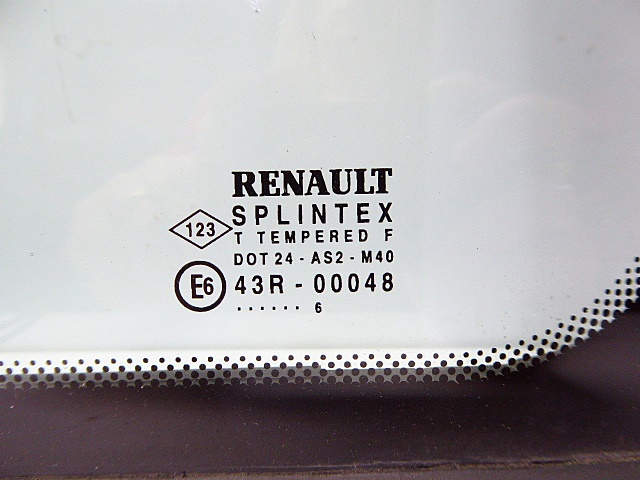 RENAULT
SPLINTEX
123
T TEMPERED F
DOT 24 - AS2 - M40
E6 43R - 00048
...... 6